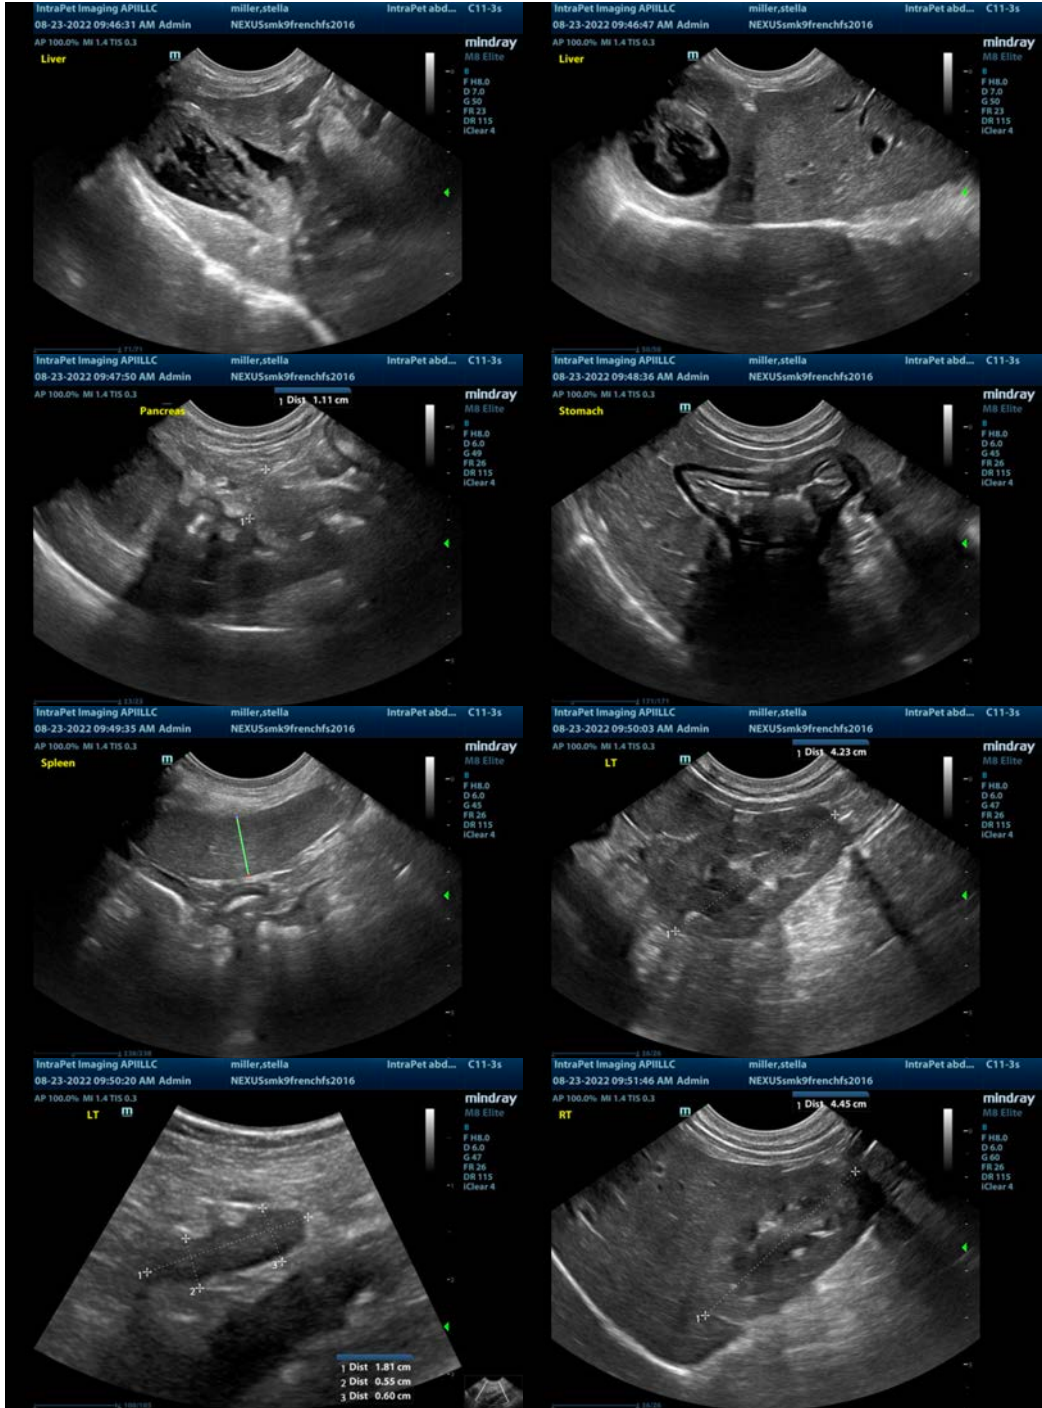 IntraPet Imaging APIILLC miller,stella IntraPet abd... C11-3s
08-23-2022 09:46:31 AM Admin NEXUSsmk9frenchfs2016
AP 100.0% MI 1.4 TIS 0.3
mindray
M8 Elite
Liver
m
B
F H8.0
D 7.0
G 50
FR 23
DR 115
iClear 4
71/71
IntraPet Imaging APIILLC miller,stella IntraPet abd... C11-3s
08-23-2022 09:46:47 AM Admin NEXUSsmk9frenchfs2016
AP 100.0% MI 1.4 TIS 0.3
mindray
M8 Elite
Liver
m
B
F H8.0
D 7.0
G 50
FR 23
DR 115
iClear 4
50/50
IntraPet Imaging APIILLC miller,stella IntraPet abd... C11-3s
08-23-2022 09:47:50 AM Admin NEXUSsmk9frenchfs2016
AP 100.0% MI 1.4 TIS 0.3
1 Dist 1.11 cm
mindray
M8 Elite
Pancreas
B
F H8.0
D 6.0
G 49
FR 26
DR 115
iClear 4
1
IntraPet Imaging APIILLC miller,stella IntraPet abd... C11-3s
08-23-2022 09:48:36 AM Admin NEXUSsmk9frenchfs2016
AP 100.0% MI 1.4 TIS 0.3
mindray
M8 Elite
Stomach
m
B
F H8.0
D 6.0
G 45
FR 26
DR 115
iClear 4
171/171
IntraPet Imaging APIILLC miller,stella IntraPet abd... C11-3s
08-23-2022 09:49:35 AM Admin NEXUSsmk9frenchfs2016
AP 100.0% MI 1.4 TIS 0.3
mindray
M8 Elite
Spleen
m
B
F H8.0
D 6.0
G 45
FR 26
DR 115
iClear 4
IntraPet Imaging APIILLC miller,stella IntraPet abd... C11-3s
08-23-2022 09:50:03 AM Admin NEXUSsmk9frenchfs2016
AP 100.0% MI 1.4 TIS 0.3
1 Dist 4.23 cm
mindray
M8 Elite
LT
m
B
F H8.0
D 6.0
G 47
FR 26
DR 115
iClear 4
1
IntraPet Imaging APIILLC miller,stella IntraPet abd... C11-3s
08-23-2022 09:50:20 AM Admin NEXUSsmk9frenchfs2016
AP 100.0% MI 1.4 TIS 0.3
mindray
M8 Elite
LT
m
B
F H8.0
D 6.0
G 47
FR 26
DR 115
iClear 4
1
2
3
1 Dist 1.81 cm
2 Dist 0.55 cm
3 Dist 0.60 cm
IntraPet Imaging APIILLC miller,stella IntraPet abd... C11-3s
08-23-2022 09:51:46 AM Admin NEXUSsmk9frenchfs2016
AP 100.0% MI 1.4 TIS 0.3
1 Dist 4.45 cm
mindray
M8 Elite
RT
m
B
F H8.0
D 6.0
G 60
FR 26
DR 115
iClear 4
1